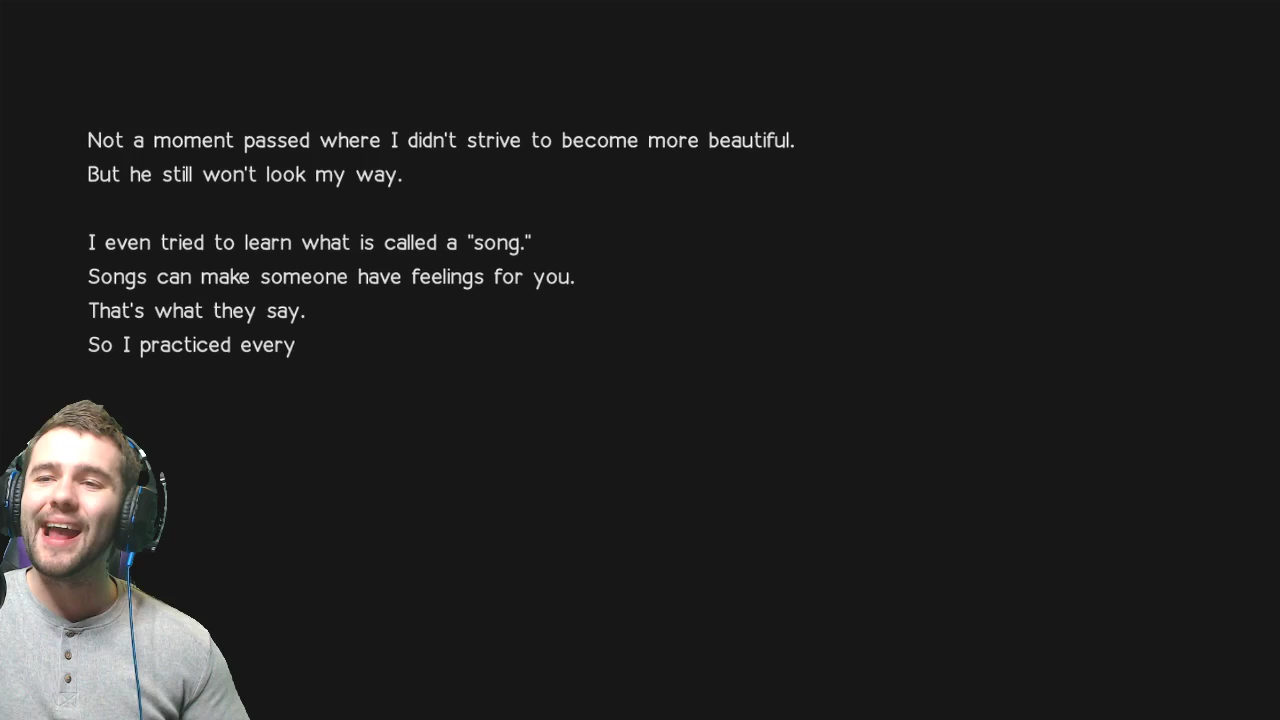 Not a moment passed where I didn't strive to become more beautiful.
But he still won't look my way.
I even tried to learn what is called a "song."
Songs can make someone have feelings for you.
That's what they say.
So I practiced every